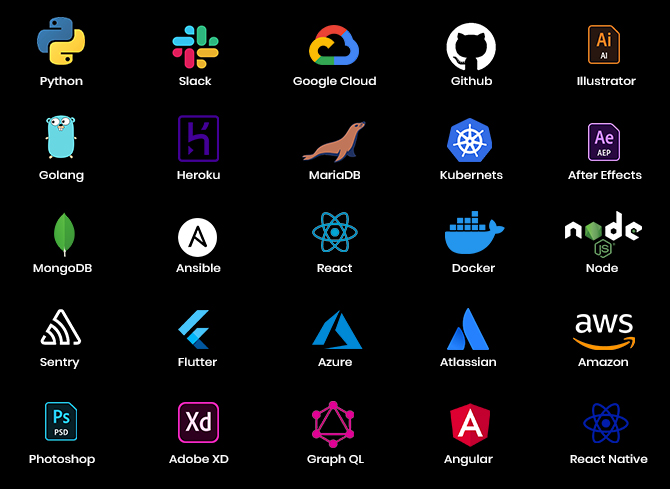 Python Slack Google Cloud Github Ai
AI
Illustrator
Golang Heroku MariaDB Kubernets Ae
AEP
After Effects
MongoDB Ansible React Docker node
JS
Node
Sentry Flutter Azure Atlassian aws
Amazon
Ps
PSD
Photoshop Xd
Adobe XD Graph QL A
Angular React Native